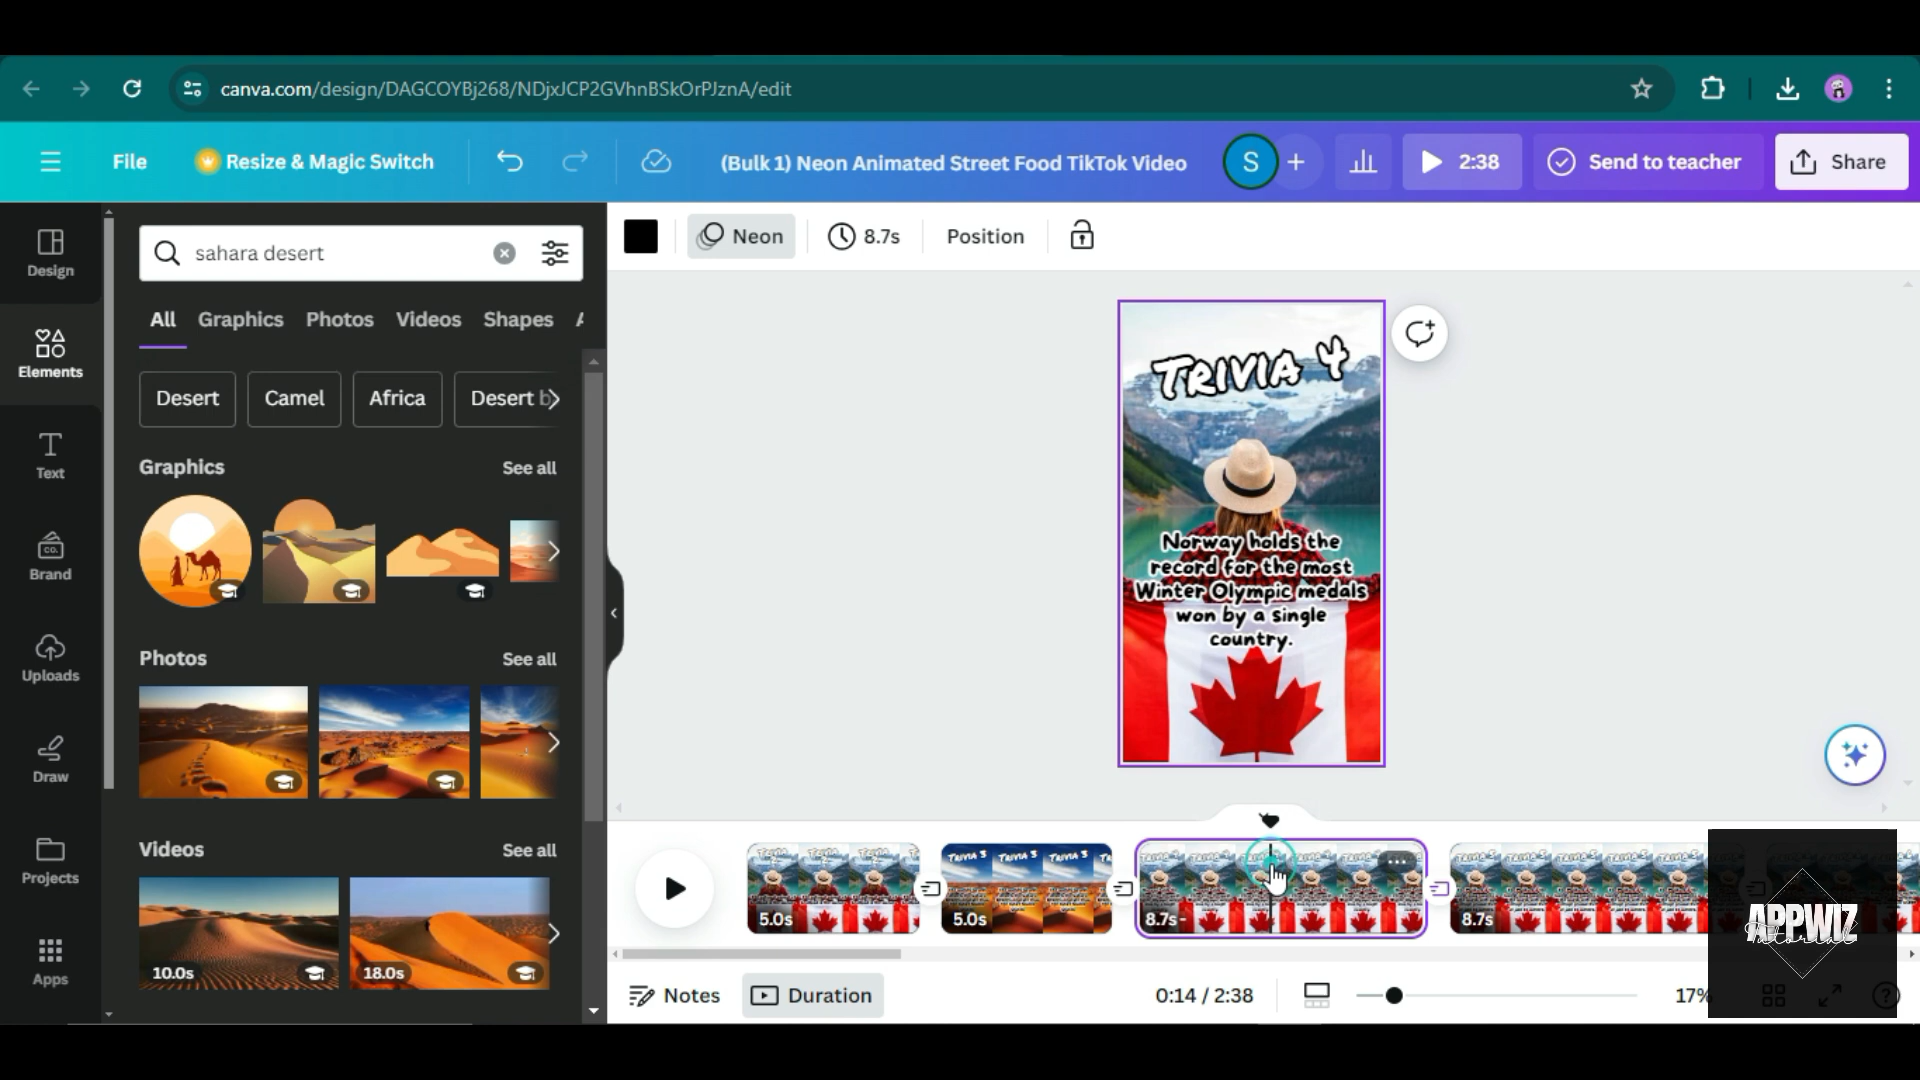 canva.com/design/DAGCOYBj268/NDjxJCP2GVhnBSkOrPJznA/edit
File
Resize & Magic Switch
(Bulk 1) Neon Animated Street Food TikTok Video
S
2:38
Send to teacher
Share
Design
Elements
Text
Brand
Uploads
Draw
Projects
Apps
sahara desert
All
Graphics
Photos
Videos
Shapes
Desert
Camel
Africa
Desert b
Graphics
See all
Photos
See all
Videos
See all
10.0s
18.0s
Neon
8.7s
Position
TRIVIA 4
Norway holds the
record for the most
Winter Olympic medals
won by a single
country.
5.0s
5.0s
8.7s
8.7s
Notes
Duration
0:14 / 2:38
17%
APPWIZ
Tutorial